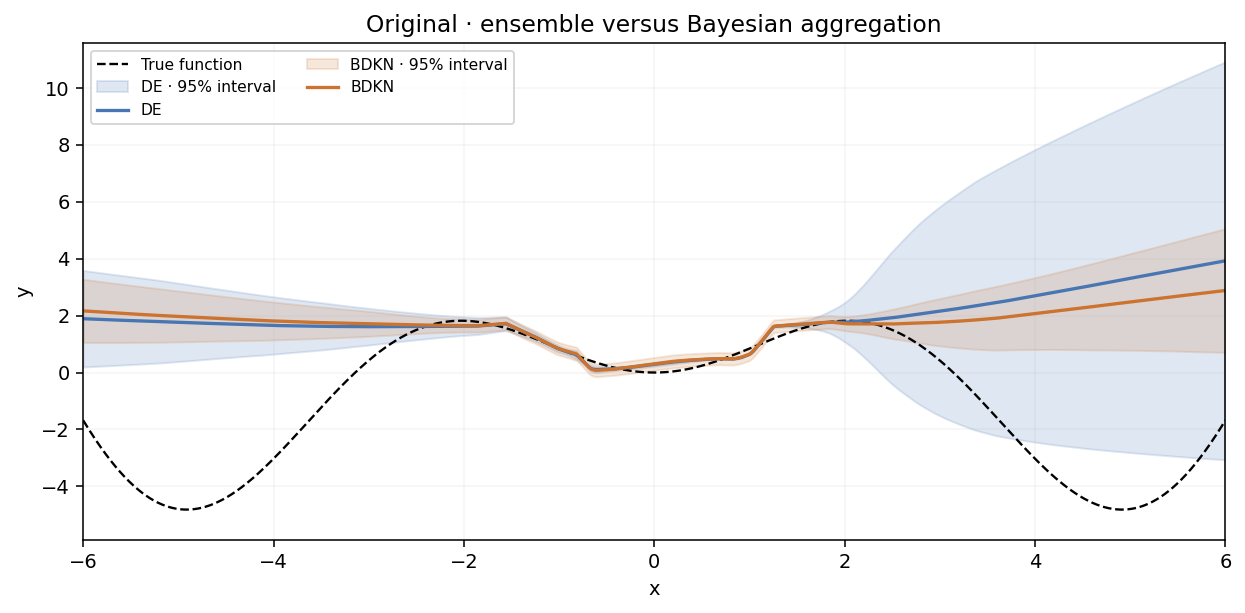 Original · ensemble versus Bayesian aggregation
True function
DE · 95% interval
DE
BDKN · 95% interval
BDKN
y
10
8
6
4
2
0
−2
−4
−6
−4
−2
0
2
4
6
x